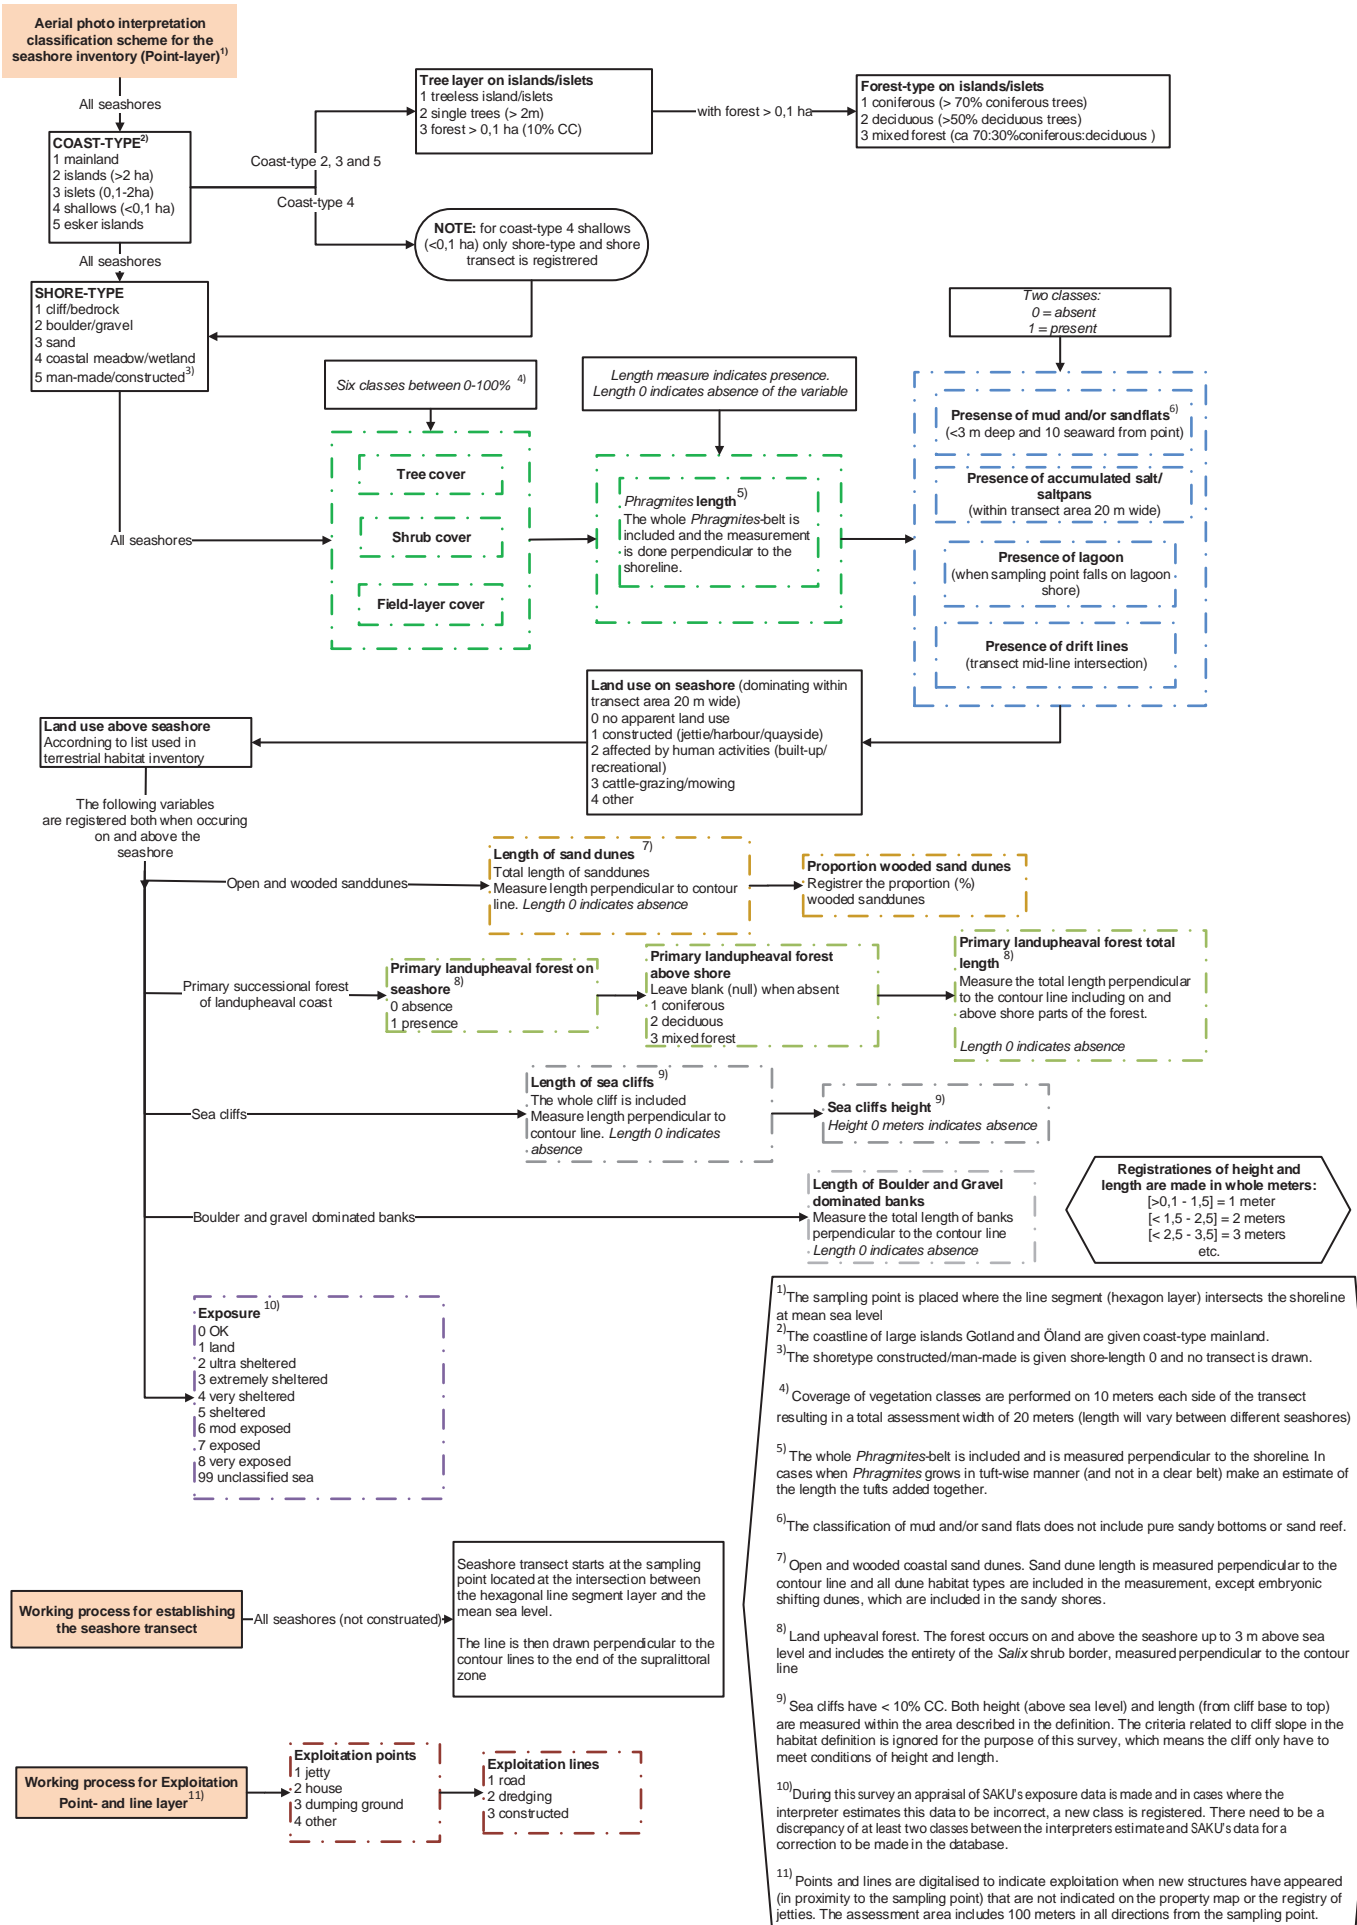 Aerial photo interpretation
classification scheme for the
seashore inventory (Point-layer)1)
All seashores
COAST-TYPE2)
1 mainland
2 islands (>2 ha)
3 islets (0,1-2ha)
4 shallows (<0,1 ha)
5 esker islands
Coast-type 2, 3 and 5
Coast-type 4
Tree layer on islands/islets
1 treeless island/islets
2 single trees (> 2m)
3 forest > 0,1 ha (10% CC)
with forest > 0,1 ha
Forest-type on islands/islets
1 coniferous (> 70% coniferous trees)
2 deciduous (>50% deciduous trees)
3 mixed forest (ca 70:30%coniferous:deciduous )
NOTE: for coast-type 4 shallows
(<0,1 ha) only shore-type and shore
transect is registrered
All seashores
SHORE-TYPE
1 cliff/bedrock
2 boulder/gravel
3 sand
4 coastal meadow/wetland
5 man-made/constructed3)
All seashores
Six classes between 0-100% 4)
Tree cover
Shrub cover
Field-layer cover
Length measure indicates presence.
Length 0 indicates absence of the variable
Phragmites length5)
The whole Phragmites-belt is
included and the measurement
is done perpendicular to the
shoreline.
Two classes:
0 = absent
1 = present
Presense of mud and/or sandflats6)
(<3 m deep and 10 seaward from point)
Presence of accumulated salt/
saltpans
(within transect area 20 m wide)
Presence of lagoon
(when sampling point falls on lagoon
shore)
Presence of drift lines
(transect mid-line intersection)
Land use on seashore (dominating within
transect area 20 m wide)
0 no apparent land use
1 constructed (jettie/harbour/quayside)
2 affected by human activities (built-up/
recreational)
3 cattle-grazing/mowing
4 other
Land use above seashore
Accordning to list used in
terrestrial habitat inventory
The following variables
are registered both when occuring
on and above the
seashore
Open and wooded sanddunes
Length of sand dunes 7)
Total length of sanddunes
Measure length perpendicular to contour
line. Length 0 indicates absence
Proportion wooded sand dunes
Registrer the proportion (%)
wooded sanddunes
Primary successional forest
of landupheaval coast
Primary landupheaval forest on
seashore 8)
0 absence
1 presence
Primary landupheaval forest
above shore
Leave blank (null) when absent
1 coniferous
2 deciduous
3 mixed forest
Primary landupheaval forest total
length 8)
Measure the total length perpendicular
to the contour line including on and
above shore parts of the forest.
Length 0 indicates absence
Sea cliffs
Length of sea cliffs 9)
The whole cliff is included
Measure length perpendicular to
contour line. Length 0 indicates
absence
Sea cliffs height 9)
Height 0 meters indicates absence
Boulder and gravel dominated banks
Length of Boulder and Gravel
dominated banks
Measure the total length of banks
perpendicular to the contour line
Length 0 indicates absence
Registrationes of height and
length are made in whole meters:
[>0,1 - 1,5] = 1 meter
[< 1,5 - 2,5] = 2 meters
[< 2,5 - 3,5] = 3 meters
etc.
Exposure 10)
0 OK
1 land
2 ultra sheltered
3 extremely sheltered
4 very sheltered
5 sheltered
6 mod exposed
7 exposed
8 very exposed
99 unclassified sea
Working process for establishing
the seashore transect
All seashores (not construated)
Seashore transect starts at the sampling
point located at the intersection between
the hexagonal line segment layer and the
mean sea level.
The line is then drawn perpendicular to the
contour lines to the end of the supralittoral
zone
Working process for Exploitation
Point- and line layer11)
Exploitation points
1 jetty
2 house
3 dumping ground
4 other
Exploitation lines
1 road
2 dredging
3 constructed
1)The sampling point is placed where the line segment (hexagon layer) intersects the shoreline
at mean sea level
2)The coastline of large islands Gotland and Öland are given coast-type mainland.
3)The shoretype constructed/man-made is given shore-length 0 and no transect is drawn.
4) Coverage of vegetation classes are performed on 10 meters each side of the transect
resulting in a total assessment width of 20 meters (length will vary between different seashores)
5) The whole Phragmites-belt is included and is measured perpendicular to the shoreline. In
cases when Phragmites grows in tuft-wise manner (and not in a clear belt) make an estimate of
the length the tufts added together.
6)The classification of mud and/or sand flats does not include pure sandy bottoms or sand reef.
7) Open and wooded coastal sand dunes. Sand dune length is measured perpendicular to the
contour line and all dune habitat types are included in the measurement, except embryonic
shifting dunes, which are included in the sandy shores.
8) Land upheaval forest. The forest occurs on and above the seashore up to 3 m above sea
level and includes the entirety of the Salix shrub border, measured perpendicular to the contour
line
9) Sea cliffs have < 10% CC. Both height (above sea level) and length (from cliff base to top)
are measured within the area described in the definition. The criteria related to cliff slope in the
habitat definition is ignored for the purpose of this survey, which means the cliff only have to
meet conditions of height and length.
10)During this survey an appraisal of SAKU's exposure data is made and in cases where the
interpreter estimates this data to be incorrect, a new class is registered. There need to be a
discrepancy of at least two classes between the interpreters estimate and SAKU's data for a
correction to be made in the database.
11) Points and lines are digitalised to indicate exploitation when new structures have appeared
(in proximity to the sampling point) that are not indicated on the property map or the registry of
jetties. The assessment area includes 100 meters in all directions from the sampling point.